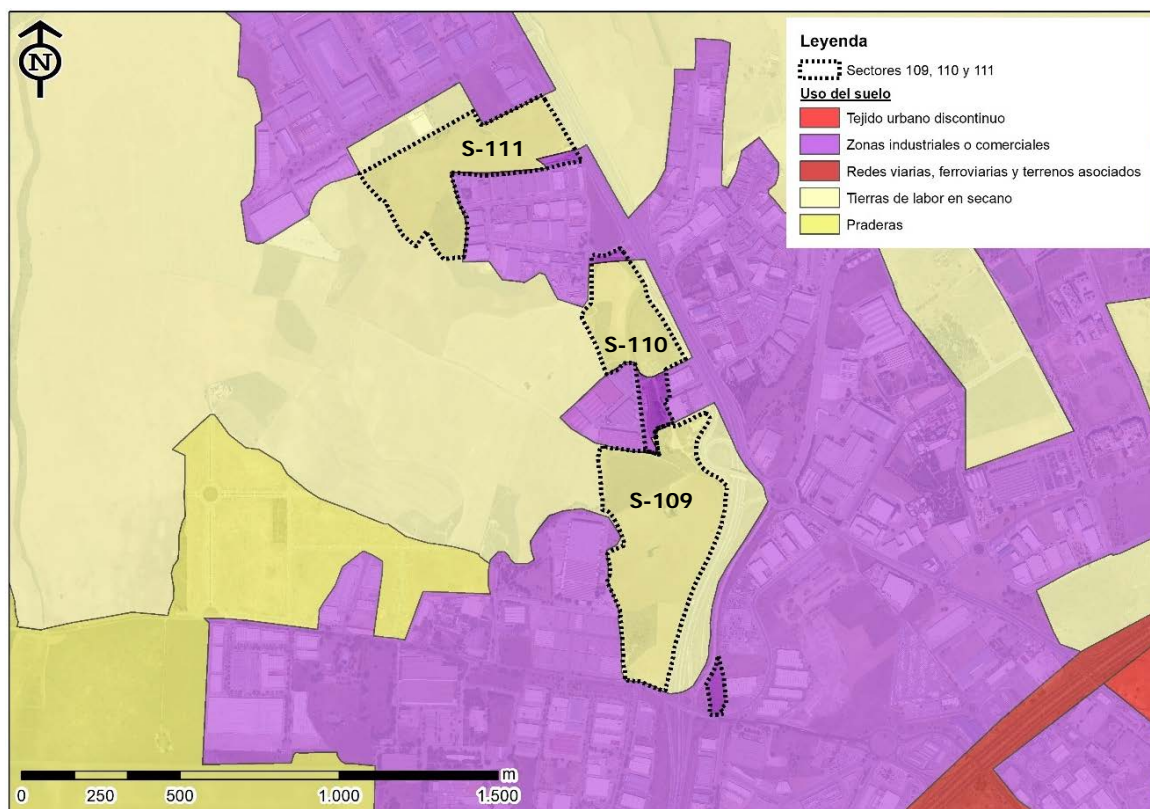 N
Leyenda
Sectores 109, 110 y 111
Uso del suelo
Tejido urbano discontinuo
Zonas industriales o comerciales
Redes viarias, ferroviarias y terrenos asociados
Tierras de labor en secano
Praderas
S-111
S-110
S-109
m
0 250 500 1.000 1.500